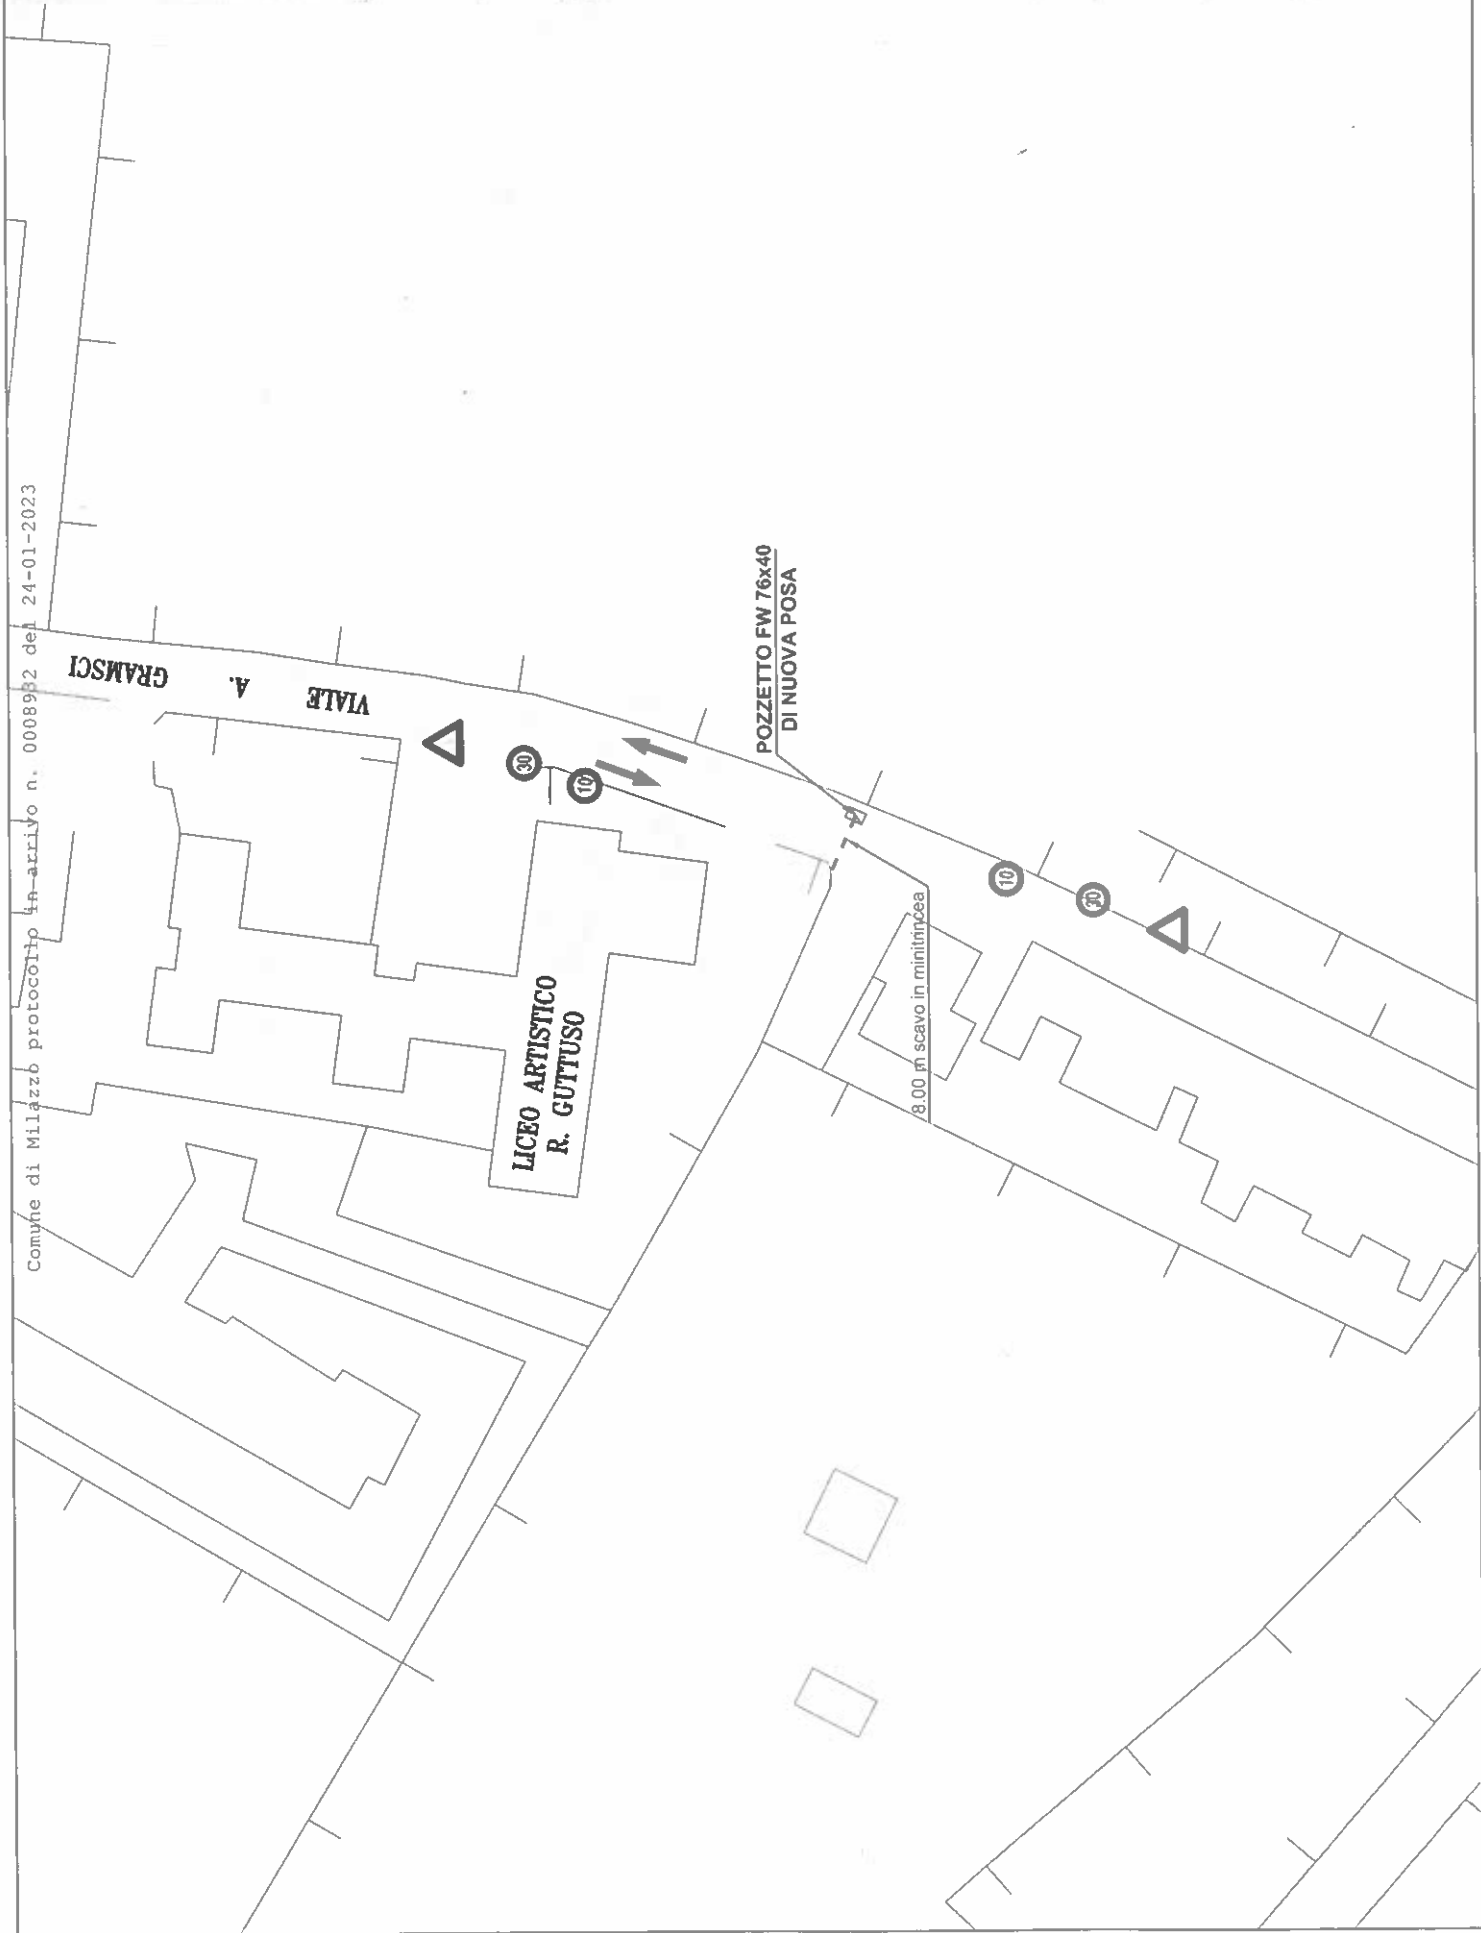 Comune di Milazzo protocollo in arrivo n. 0008982 del 24-01-2023
VIALE A. GRAMSCI
30
10
LICEO ARTISTICO
R. GUTTUSO
POZZETTO FW 76x40
DI NUOVA POSA
8.00 m scavo in minitrincea
10
30